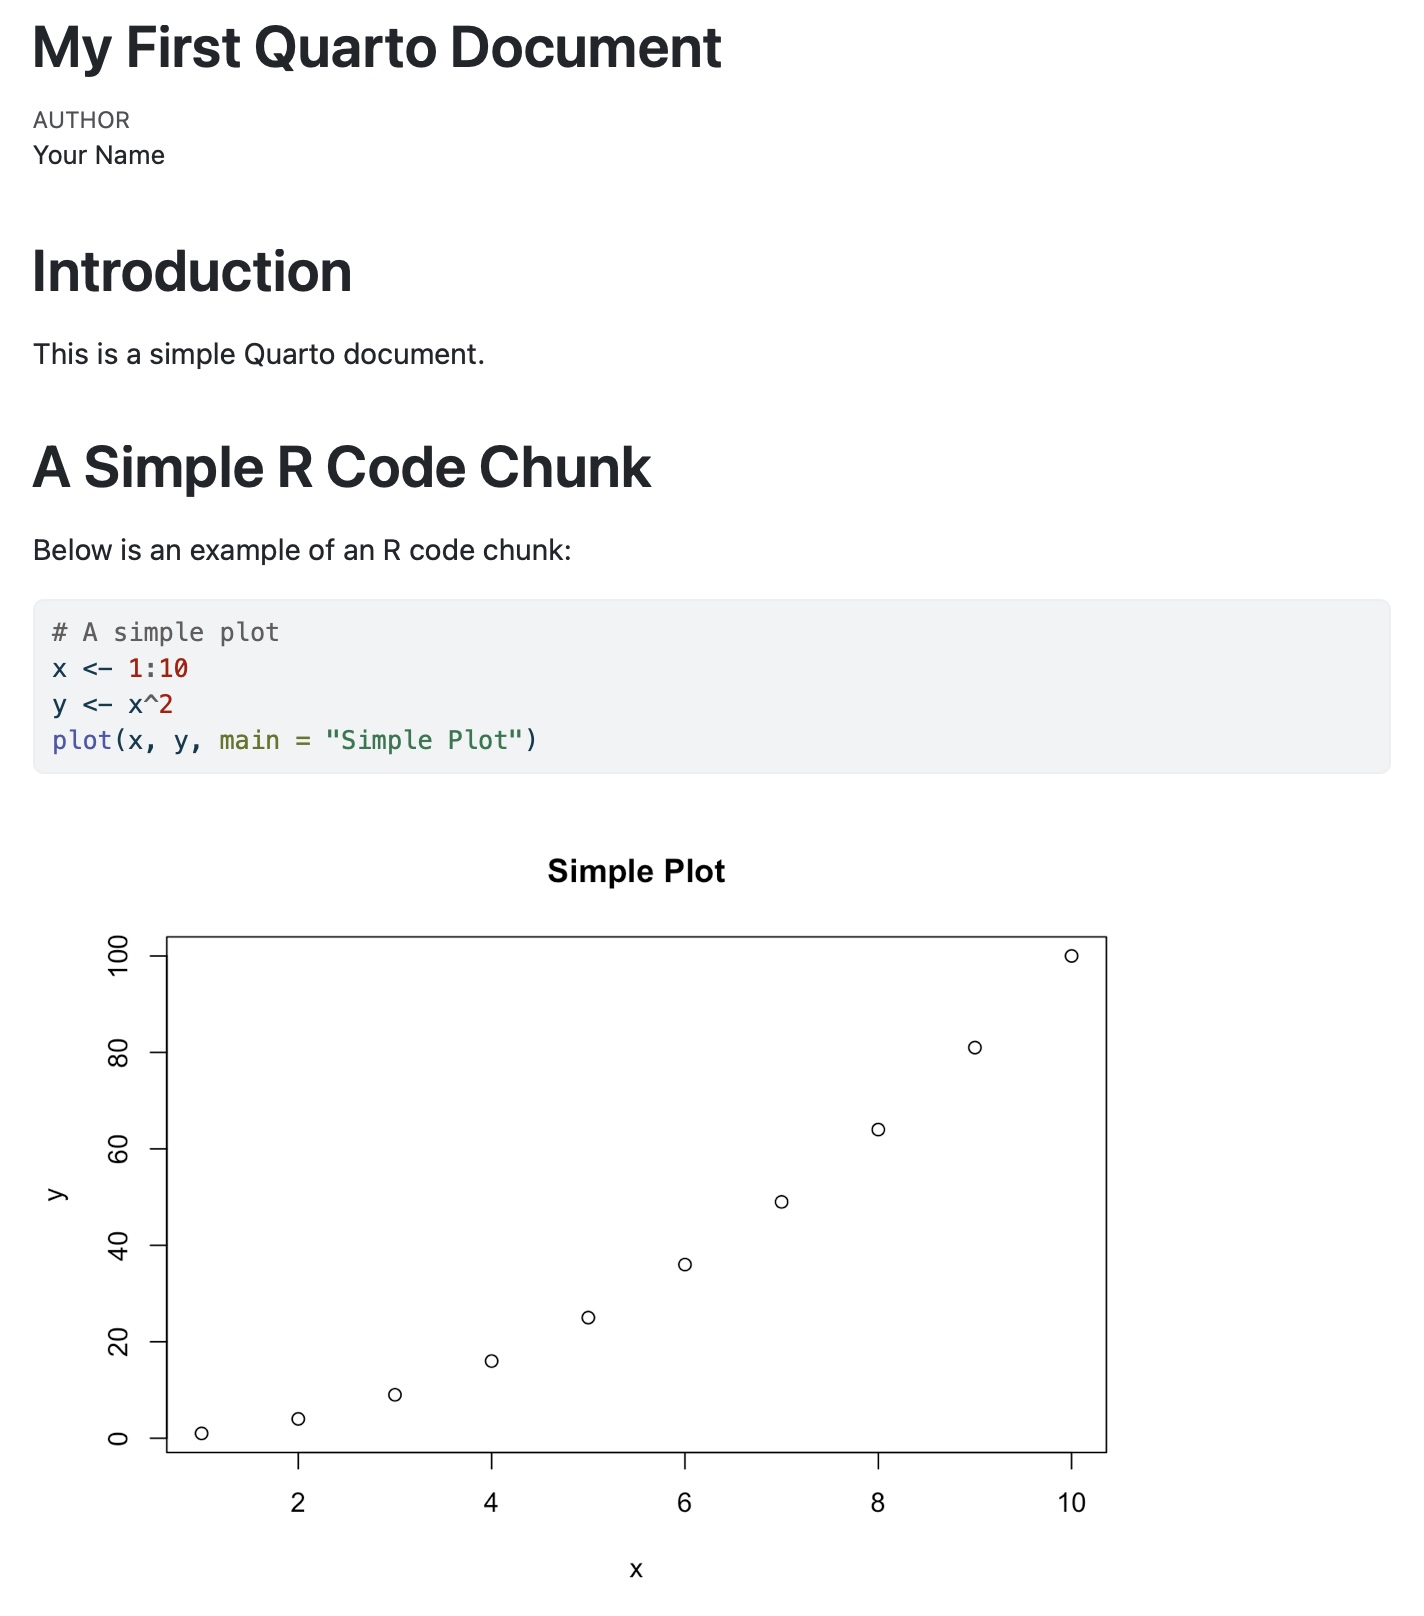 My First Quarto Document
AUTHOR
Your Name
Introduction
This is a simple Quarto document.
A Simple R Code Chunk
Below is an example of an R code chunk:
# A simple plot
x <- 1:10
y <- x^2
plot(x, y, main = "Simple Plot")
Simple Plot
100
80
60
40
20
0
y
2 4 6 8 10
x